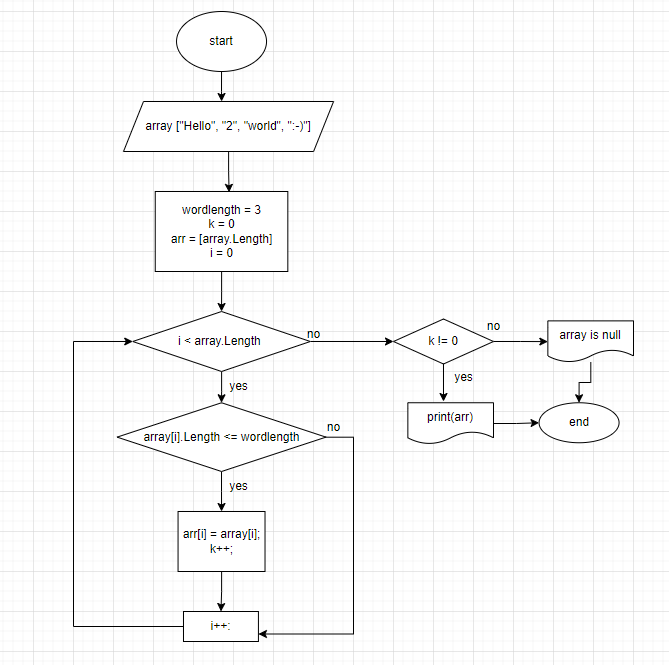 start
array ["Hello", "2", "world", ":-)"]
wordlength = 3
k = 0
arr = [array.Length]
i = 0
i < array.Length
no
k != 0
no
array is null
yes
yes
print(arr)
end
array[i].Length <= wordlength
no
yes
arr[i] = array[i];
k++;
i++: